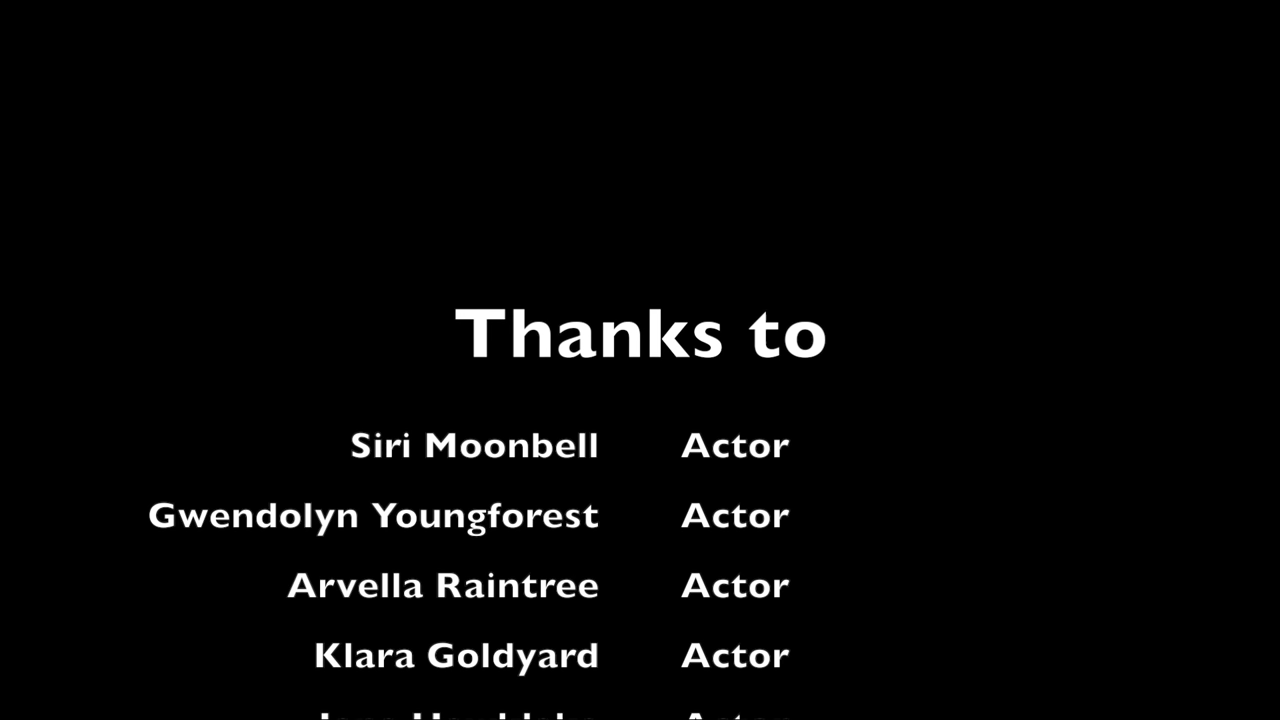 Thanks to
Siri Moonbell Actor
Gwendolyn Youngforest Actor
Arvella Raintree Actor
Klara Goldyard Actor